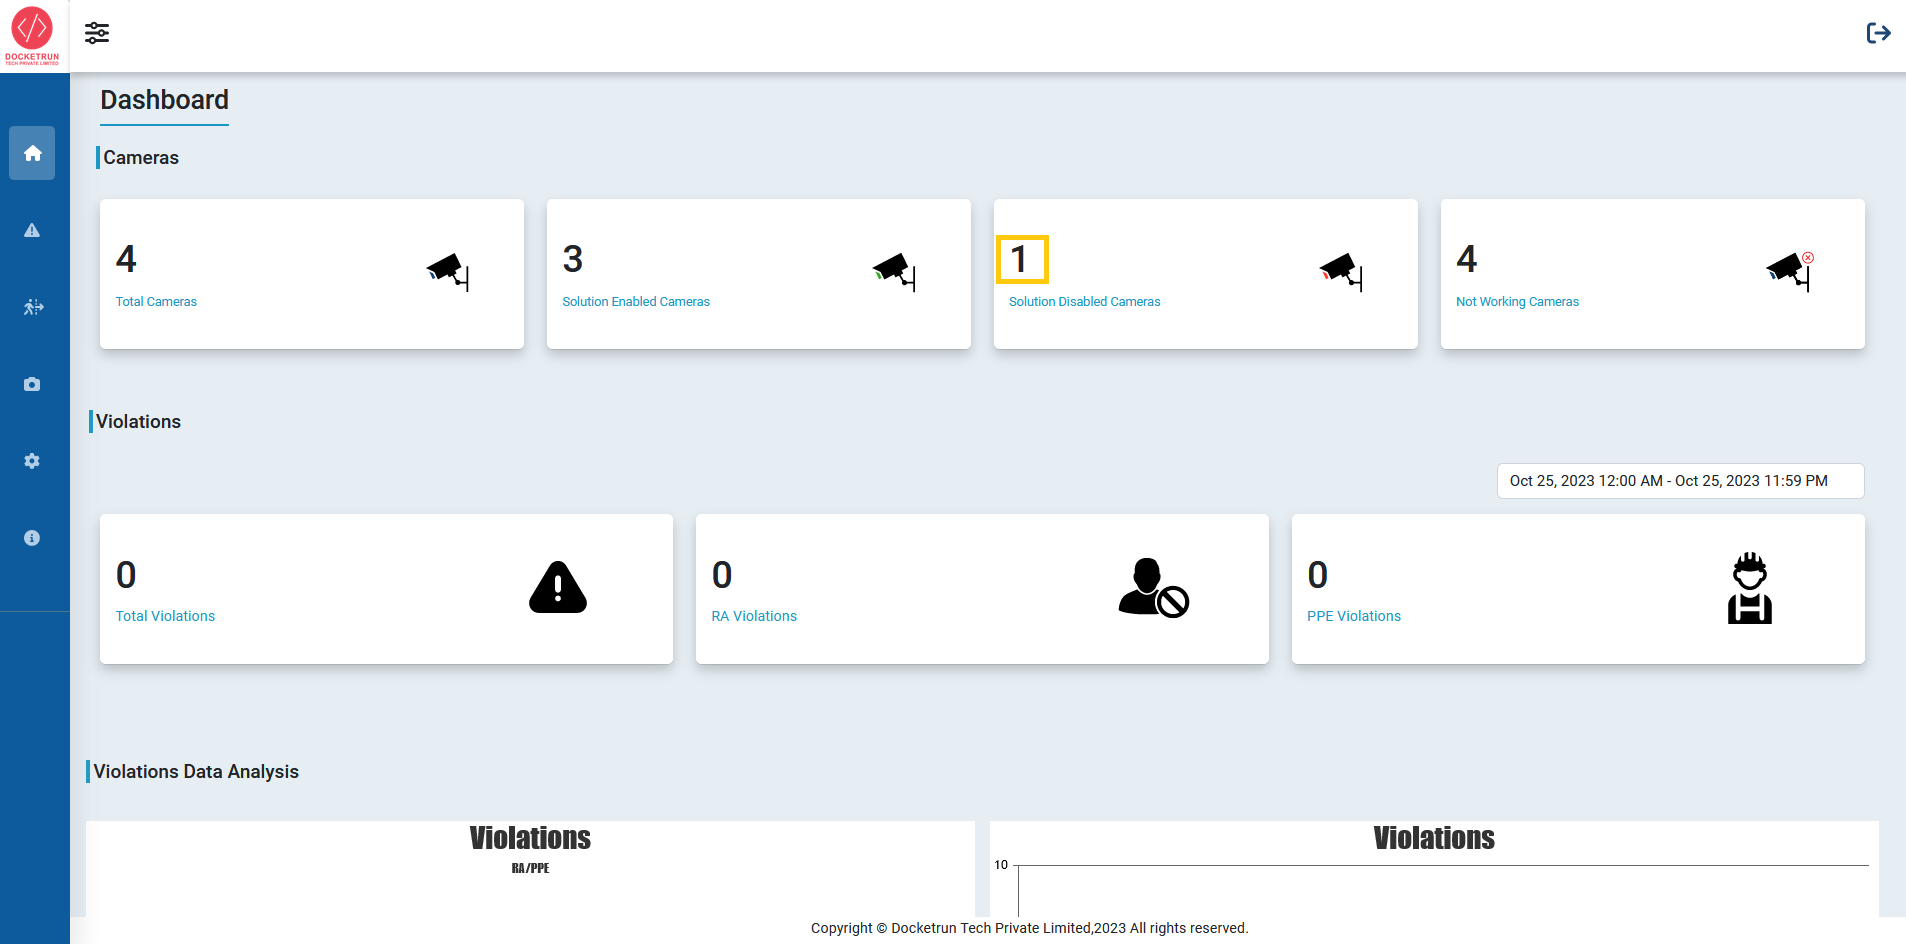 DOCKETRUN
TECH PRIVATE LIMITED
Dashboard
Cameras
4
Total Cameras
3
Solution Enabled Cameras
1
Solution Disabled Cameras
4
Not Working Cameras
Violations
Oct 25, 2023 12:00 AM - Oct 25, 2023 11:59 PM
0
Total Violations
0
RA Violations
0
PPE Violations
Violations Data Analysis
Violations
RA/PPE
Violations
10
Copyright © Docketrun Tech Private Limited,2023 All rights reserved.